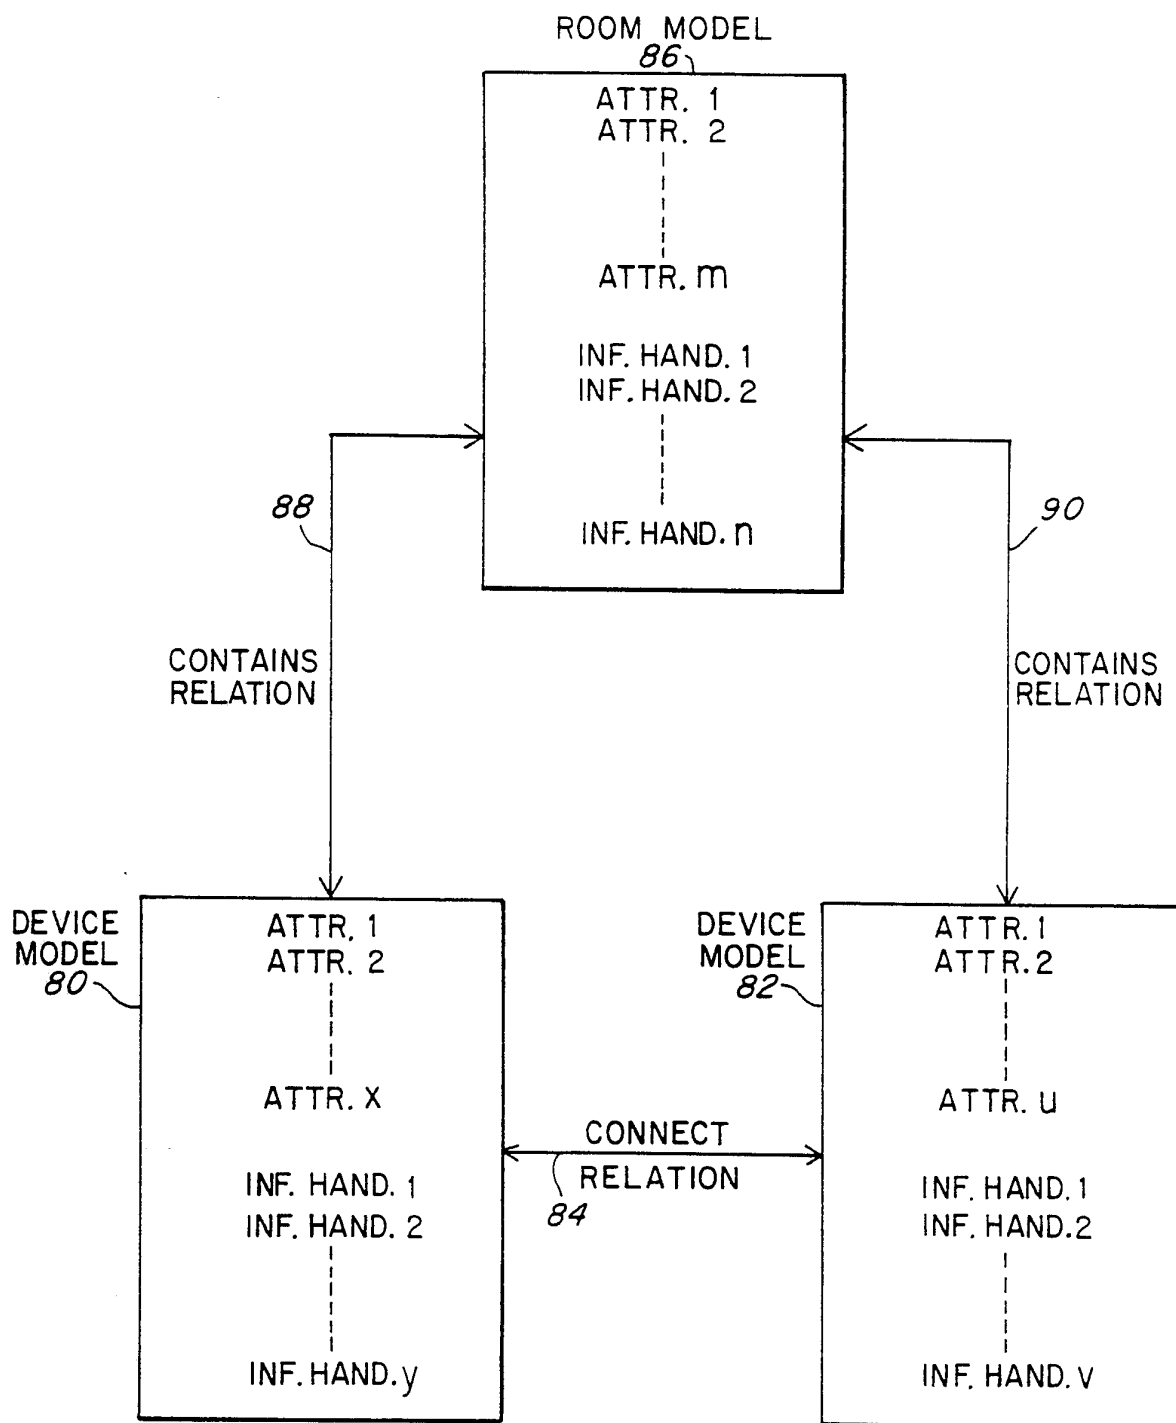 ROOM MODEL
86
ATTR. 1
ATTR. 2
ATTR. m
INF. HAND. 1
INF. HAND. 2
INF. HAND. n
88
90
CONTAINS
RELATION
CONTAINS
RELATION
DEVICE
MODEL
80
ATTR. 1
ATTR. 2
ATTR. x
INF. HAND. 1
INF. HAND. 2
INF. HAND. y
CONNECT
RELATION
84
DEVICE
MODEL
82
ATTR. 1
ATTR. 2
ATTR. u
INF. HAND. 1
INF. HAND. 2
INF. HAND. v